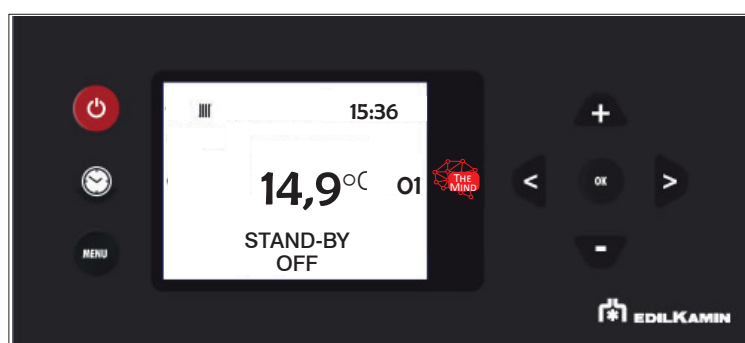 15:36
14,9°C 01
THE
MIND
STAND-BY
OFF
MENU
+
<
OK
>
-
EDILKAMIN